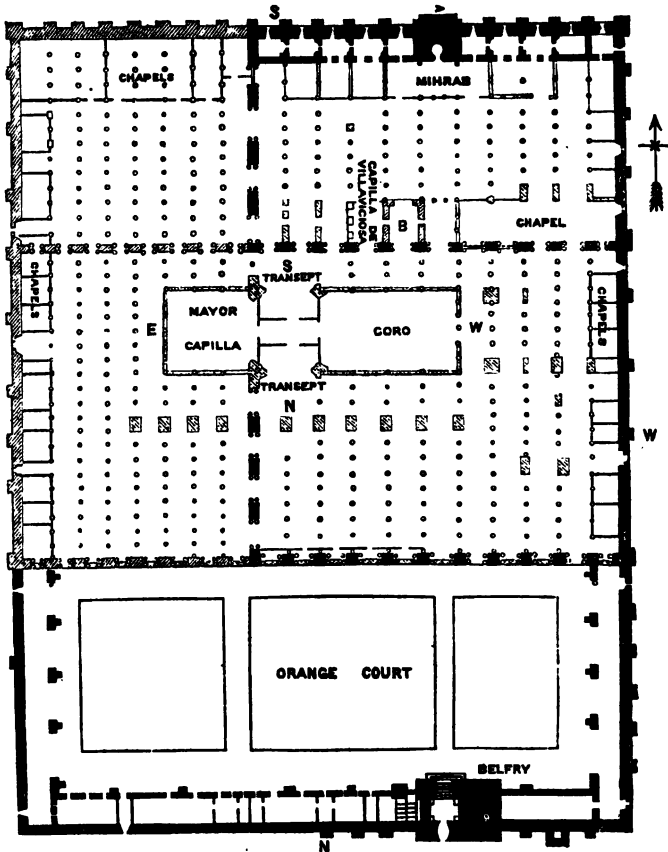 S
A
CHAPELS
MIHRAB
CAPILLA DE
VILLAVICIOSA
B
CHAPEL
S
TRANSEPT
CHAPELS
MAYOR
CAPILLA
E
CORO
W
CHAPELS
TRANSEPT
N
W
ORANGE COURT
BELFRY
N